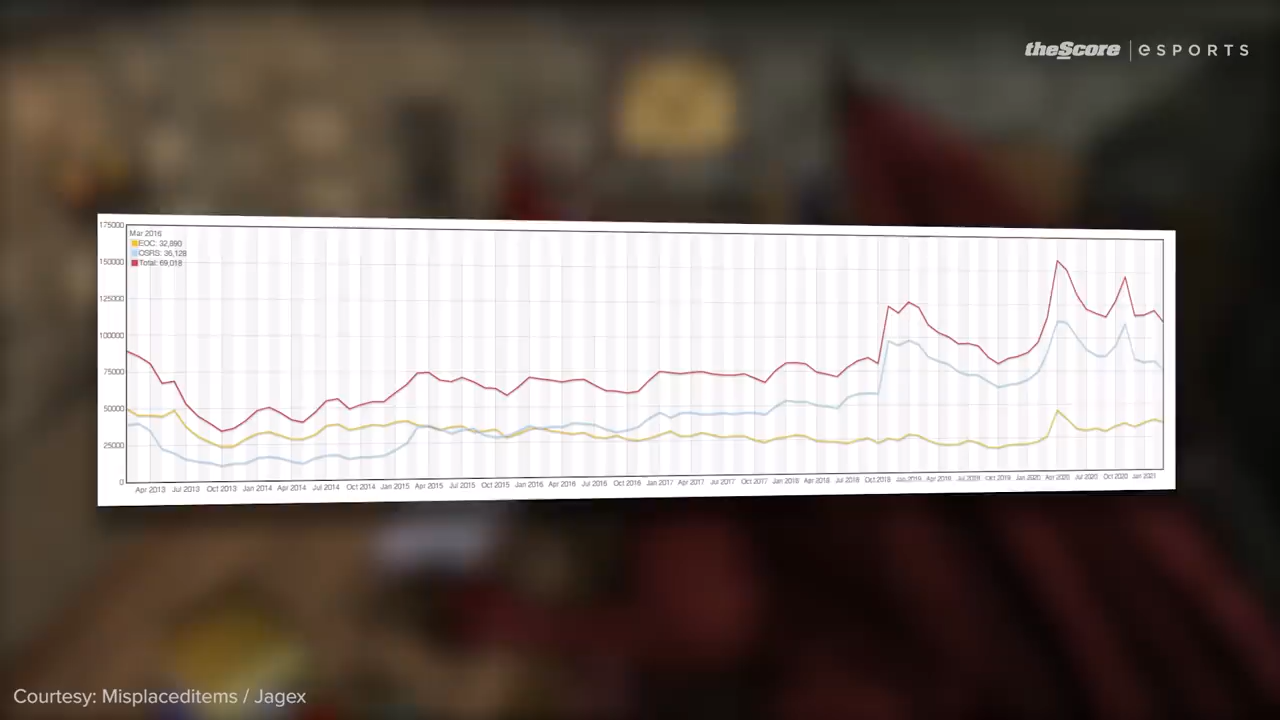 theScore | eSPORTS
175000
Mar 2016
EOC: 32,890
OSRS: 36,128
Total: 69,018
150000
125000
100000
75000
50000
25000
0
Apr 2013 Jul 2013 Oct 2013 Jan 2014 Apr 2014 Jul 2014 Oct 2014 Jan 2015 Apr 2015 Jul 2015 Oct 2015 Jan 2016 Apr 2016 Jul 2016 Oct 2016 Jan 2017 Apr 2017 Jul 2017 Oct 2017 Jan 2018 Apr 2018 Jul 2018 Oct 2018 Jan 2019 Apr 2019 Jul 2019 Oct 2019 Jan 2020 Apr 2020 Jul 2020 Oct 2020 Jan 2021
Courtesy: Misplaceditems / Jagex